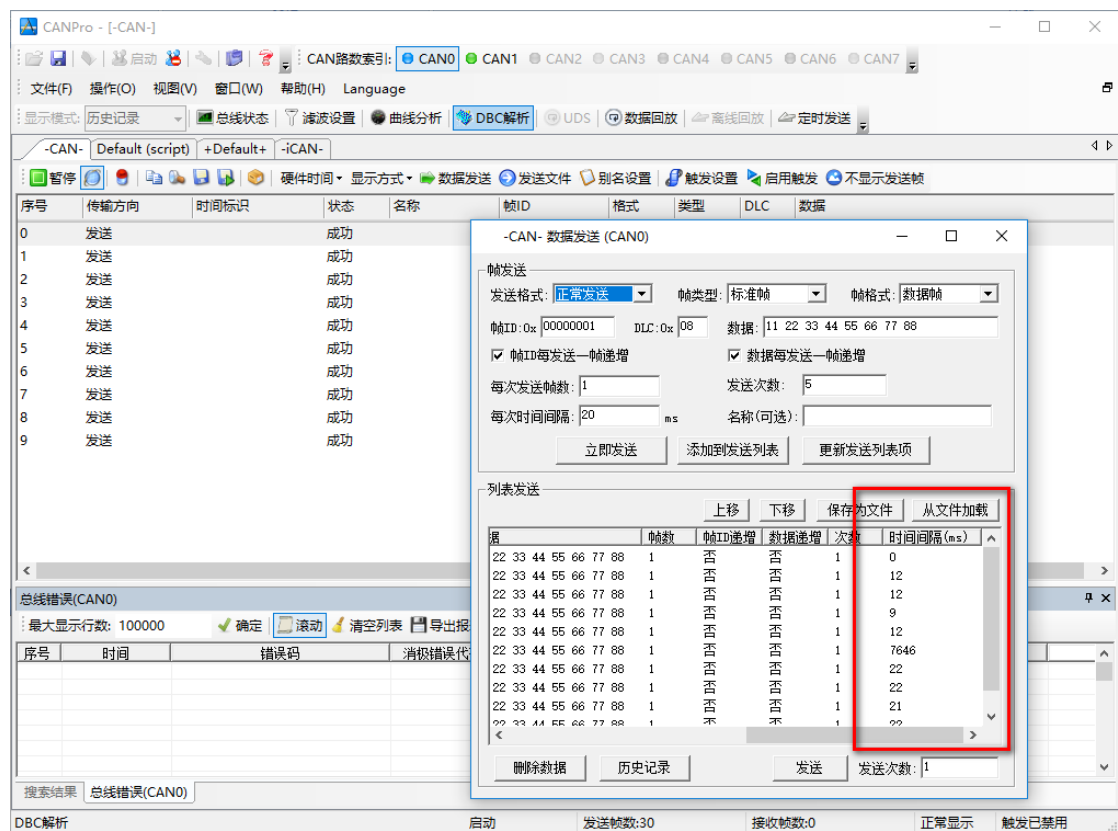 CANPro - [-CAN-]
启动 CAN路数索引: CAN0 CAN1 CAN2 CAN3 CAN4 CAN5 CAN6 CAN7
文件(F) 操作(O) 视图(V) 窗口(W) 帮助(H) Language
显示模式: 历史记录 总线状态 滤波设置 曲线分析 DBC解析 UDS 数据回放 离线回放 定时发送
-CAN- Default (script) +Default+ -iCAN-
暂停 硬件时间 显示方式 数据发送 发送文件 别名设置 触发设置 启用触发 不显示发送帧
序号 传输方向 时间标识 状态 名称 帧ID 格式 类型 DLC 数据
0 发送 成功
1 发送 成功
2 发送 成功
3 发送 成功
4 发送 成功
5 发送 成功
6 发送 成功
7 发送 成功
8 发送 成功
9 发送 成功
-CAN- 数据发送 (CAN0)
帧发送
发送格式: 正常发送 帧类型: 标准帧 帧格式: 数据帧
帧ID:0x 00000001 DLC:0x 08 数据: 11 22 33 44 55 66 77 88
帧ID每发送一帧递增 数据每发送一帧递增
每次发送帧数: 1 发送次数: 5
每次时间间隔: 20 ms 名称(可选):
立即发送 添加到发送列表 更新发送列表项
列表发送
上移 下移 保存为文件 从文件加载
据 帧数 帧ID递增 数据递增 次数 时间间隔(ms)
22 33 44 55 66 77 88 1 否 否 1 0
22 33 44 55 66 77 88 1 否 否 1 12
22 33 44 55 66 77 88 1 否 否 1 12
22 33 44 55 66 77 88 1 否 否 1 9
22 33 44 55 66 77 88 1 否 否 1 12
22 33 44 55 66 77 88 1 否 否 1 7646
22 33 44 55 66 77 88 1 否 否 1 22
22 33 44 55 66 77 88 1 否 否 1 22
22 33 44 55 66 77 88 1 否 否 1 21
22 33 44 55 66 77 88 1 否 否 1 22
删除数据 历史记录 发送 发送次数: 1
总线错误(CAN0)
最大显示行数: 100000 确定 滚动 清空列表 导出报
序号 时间 错误码 消极错误代
搜索结果 总线错误(CAN0)
DBC解析 启动 发送帧数:30 接收帧数:0 正常显示 触发已禁用